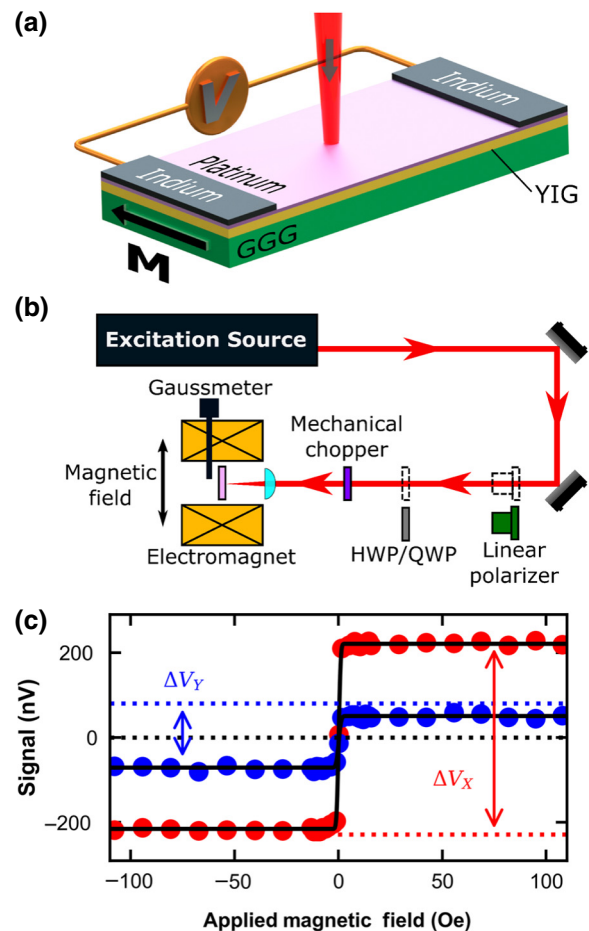 (a)
V
Indium
Platinum
Indium
YIG
GGG
M
(b)
Excitation Source
Gaussmeter
Mechanical
chopper
Magnetic
field
Electromagnet
HWP/QWP
Linear
polarizer
(c)
Signal (nV)
200
0
−200
ΔV_Y
ΔV_X
−100
−50
0
50
100
Applied magnetic field (Oe)